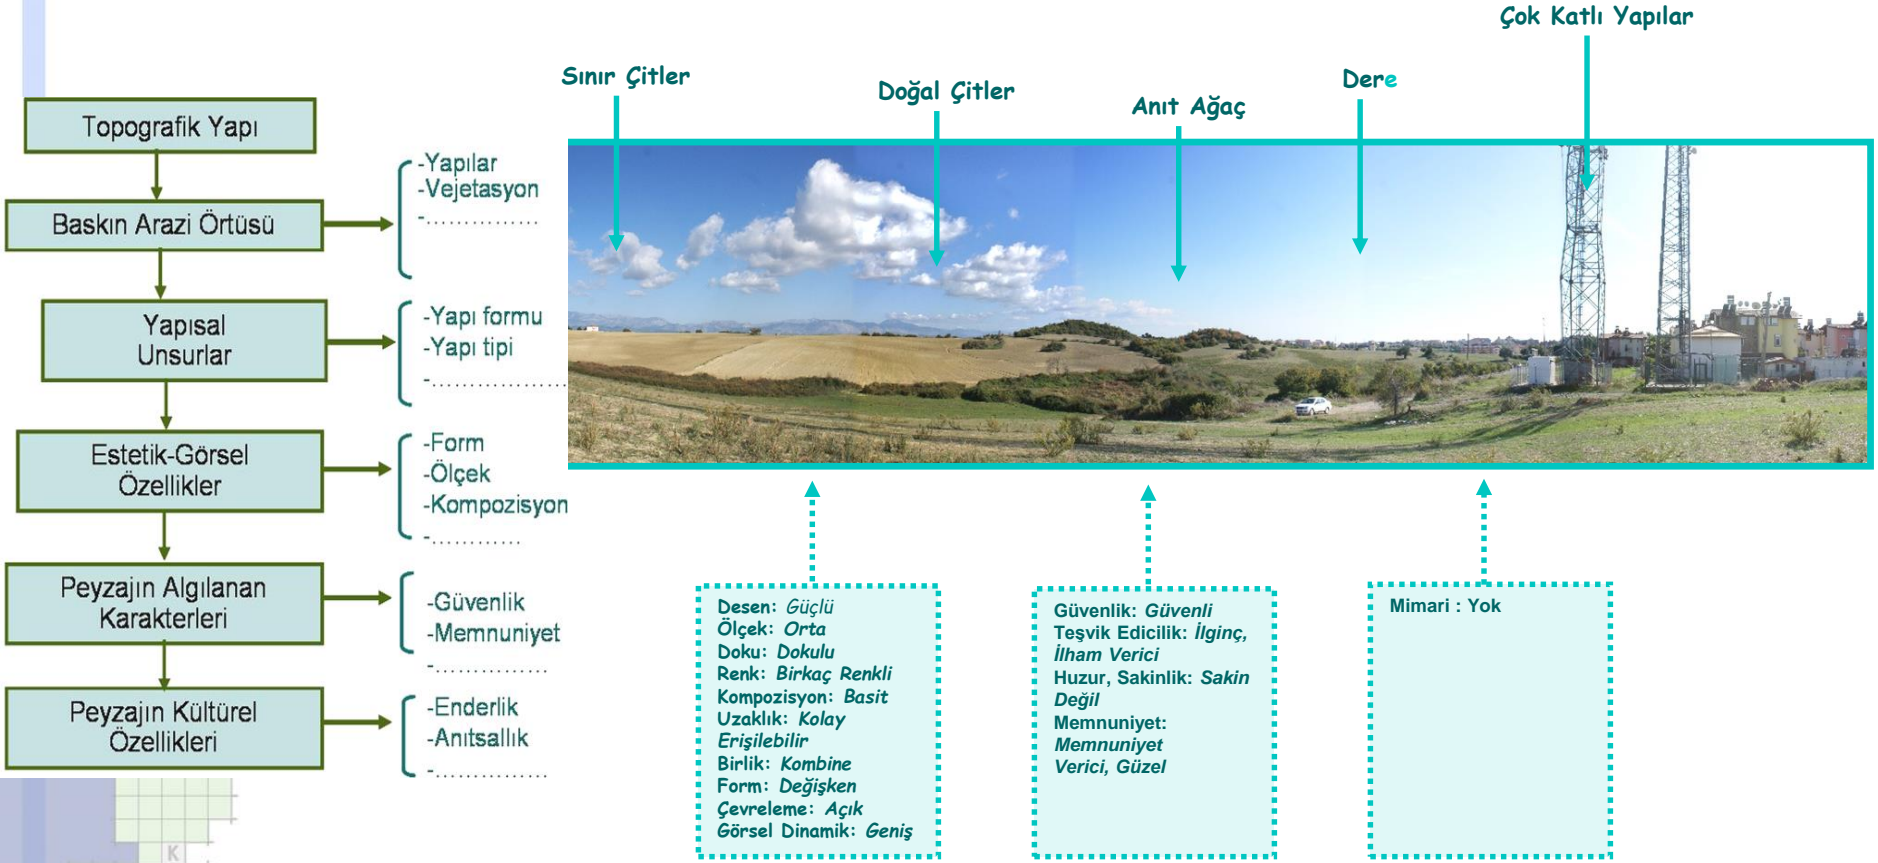 Çok Katlı Yapılar
Sınır Çitler
Doğal Çitler
Anıt Ağaç
Dere
Topografik Yapı
Baskın Arazi Örtüsü
-Yapılar
-Vejetasyon
-..............
Yapısal
Unsurlar
-Yapı formu
-Yapı tipi
-.................
Estetik-Görsel
Özellikler
-Form
-Ölçek
-Kompozisyon
-...........
Peyzajın Algılanan
Karakterleri
-Güvenlik
-Memnuniyet
-..............
Peyzajın Kültürel
Özellikleri
-Enderlik
-Anıtsallık
-..............
Desen: Güçlü
Ölçek: Orta
Doku: Dokulu
Renk: Birkaç Renkli
Kompozisyon: Basit
Uzaklık: Kolay
Erişilebilir
Birlik: Kombine
Form: Değişken
Çevreleme: Açık
Görsel Dinamik: Geniş
Güvenlik: Güvenli
Teşvik Edicilik: İlginç,
İlham Verici
Huzur, Sakinlik: Sakin
Değil
Memnuniyet:
Memnuniyet
Verici, Güzel
Mimari : Yok
K